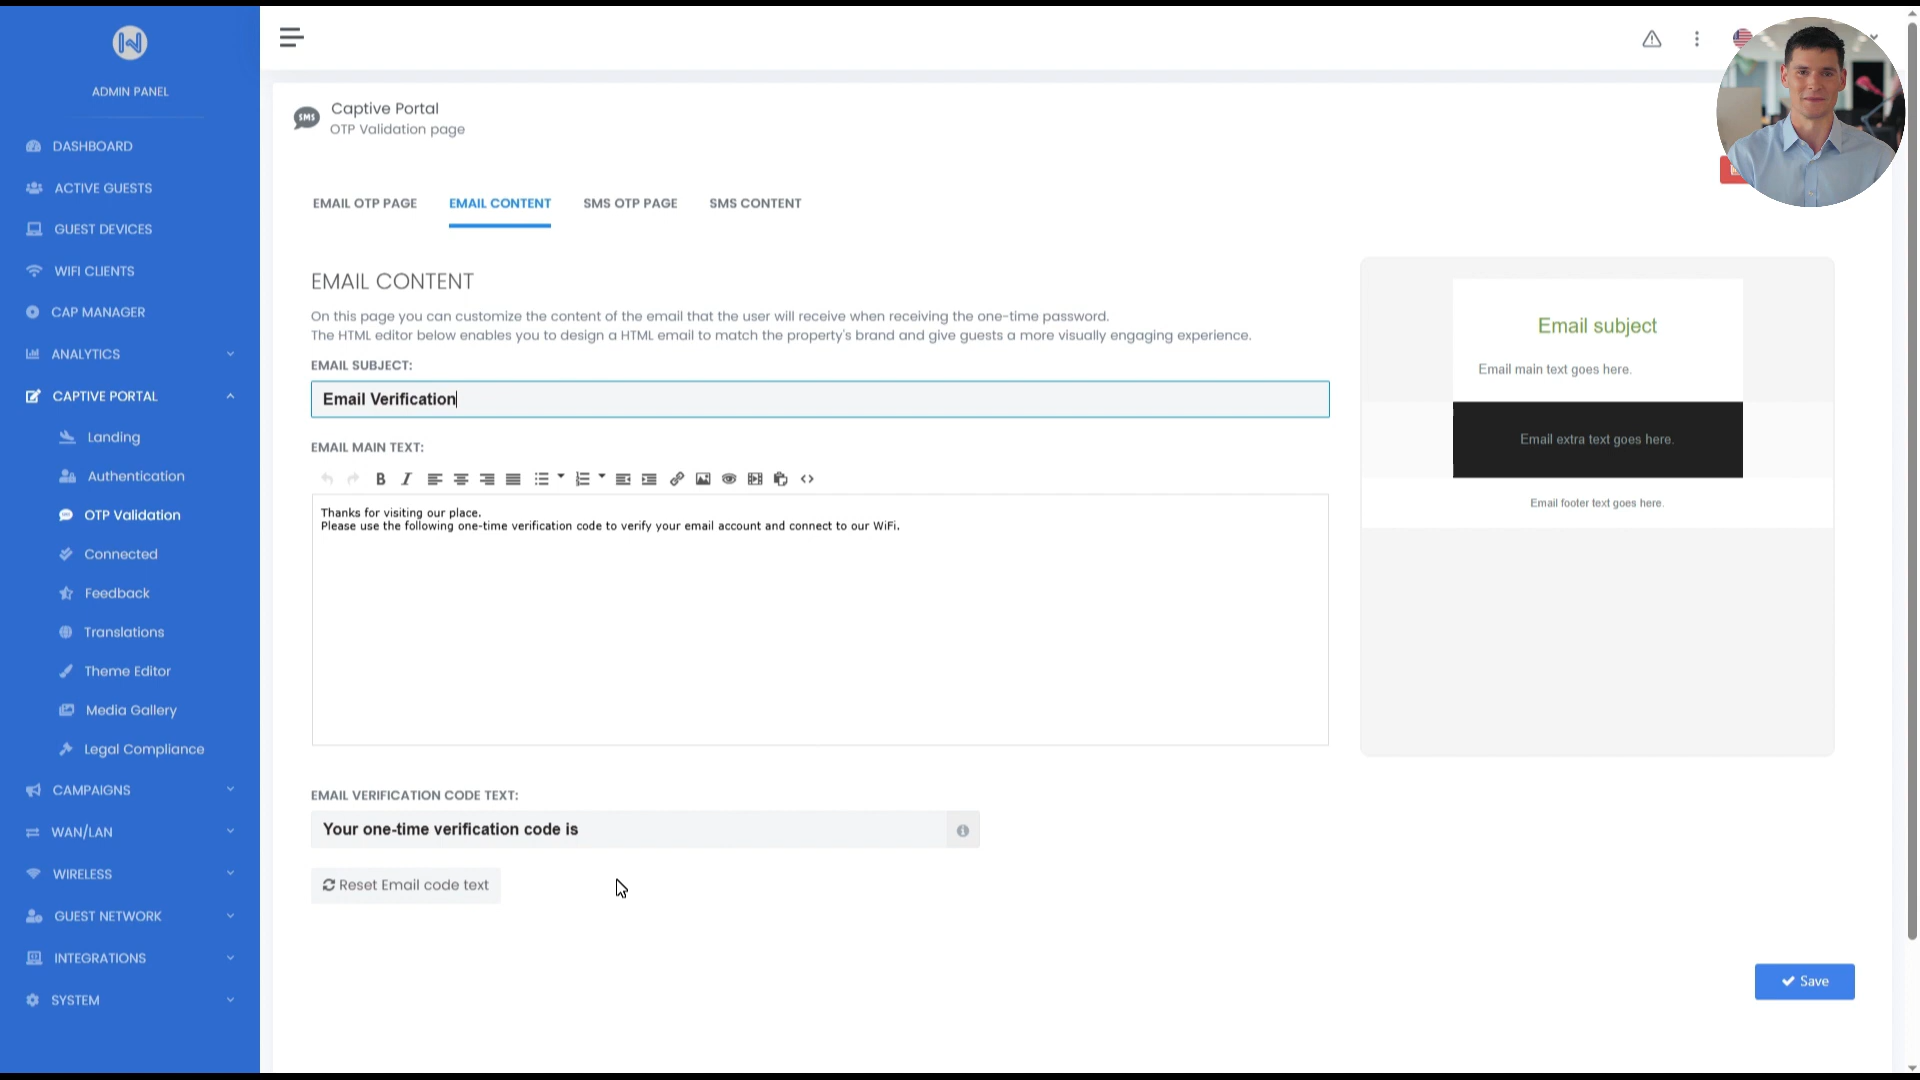 ADMIN PANEL
DASHBOARD
ACTIVE GUESTS
GUEST DEVICES
WIFI CLIENTS
CAP MANAGER
ANALYTICS
CAPTIVE PORTAL
Landing
Authentication
OTP Validation
Connected
Feedback
Translations
Theme Editor
Media Gallery
Legal Compliance
CAMPAIGNS
WAN/LAN
WIRELESS
GUEST NETWORK
INTEGRATIONS
SYSTEM
SMS
Captive Portal
OTP Validation page
EMAIL OTP PAGE
EMAIL CONTENT
SMS OTP PAGE
SMS CONTENT
EMAIL CONTENT
On this page you can customize the content of the email that the user will receive when receiving the one-time password.
The HTML editor below enables you to design a HTML email to match the property's brand and give guests a more visually engaging experience.
EMAIL SUBJECT:
Email Verification
EMAIL MAIN TEXT:
Thanks for visiting our place.
Please use the following one-time verification code to verify your email account and connect to our WiFi.
EMAIL VERIFICATION CODE TEXT:
Your one-time verification code is
Reset Email code text
Email subject
Email main text goes here.
Email extra text goes here.
Email footer text goes here.
Save